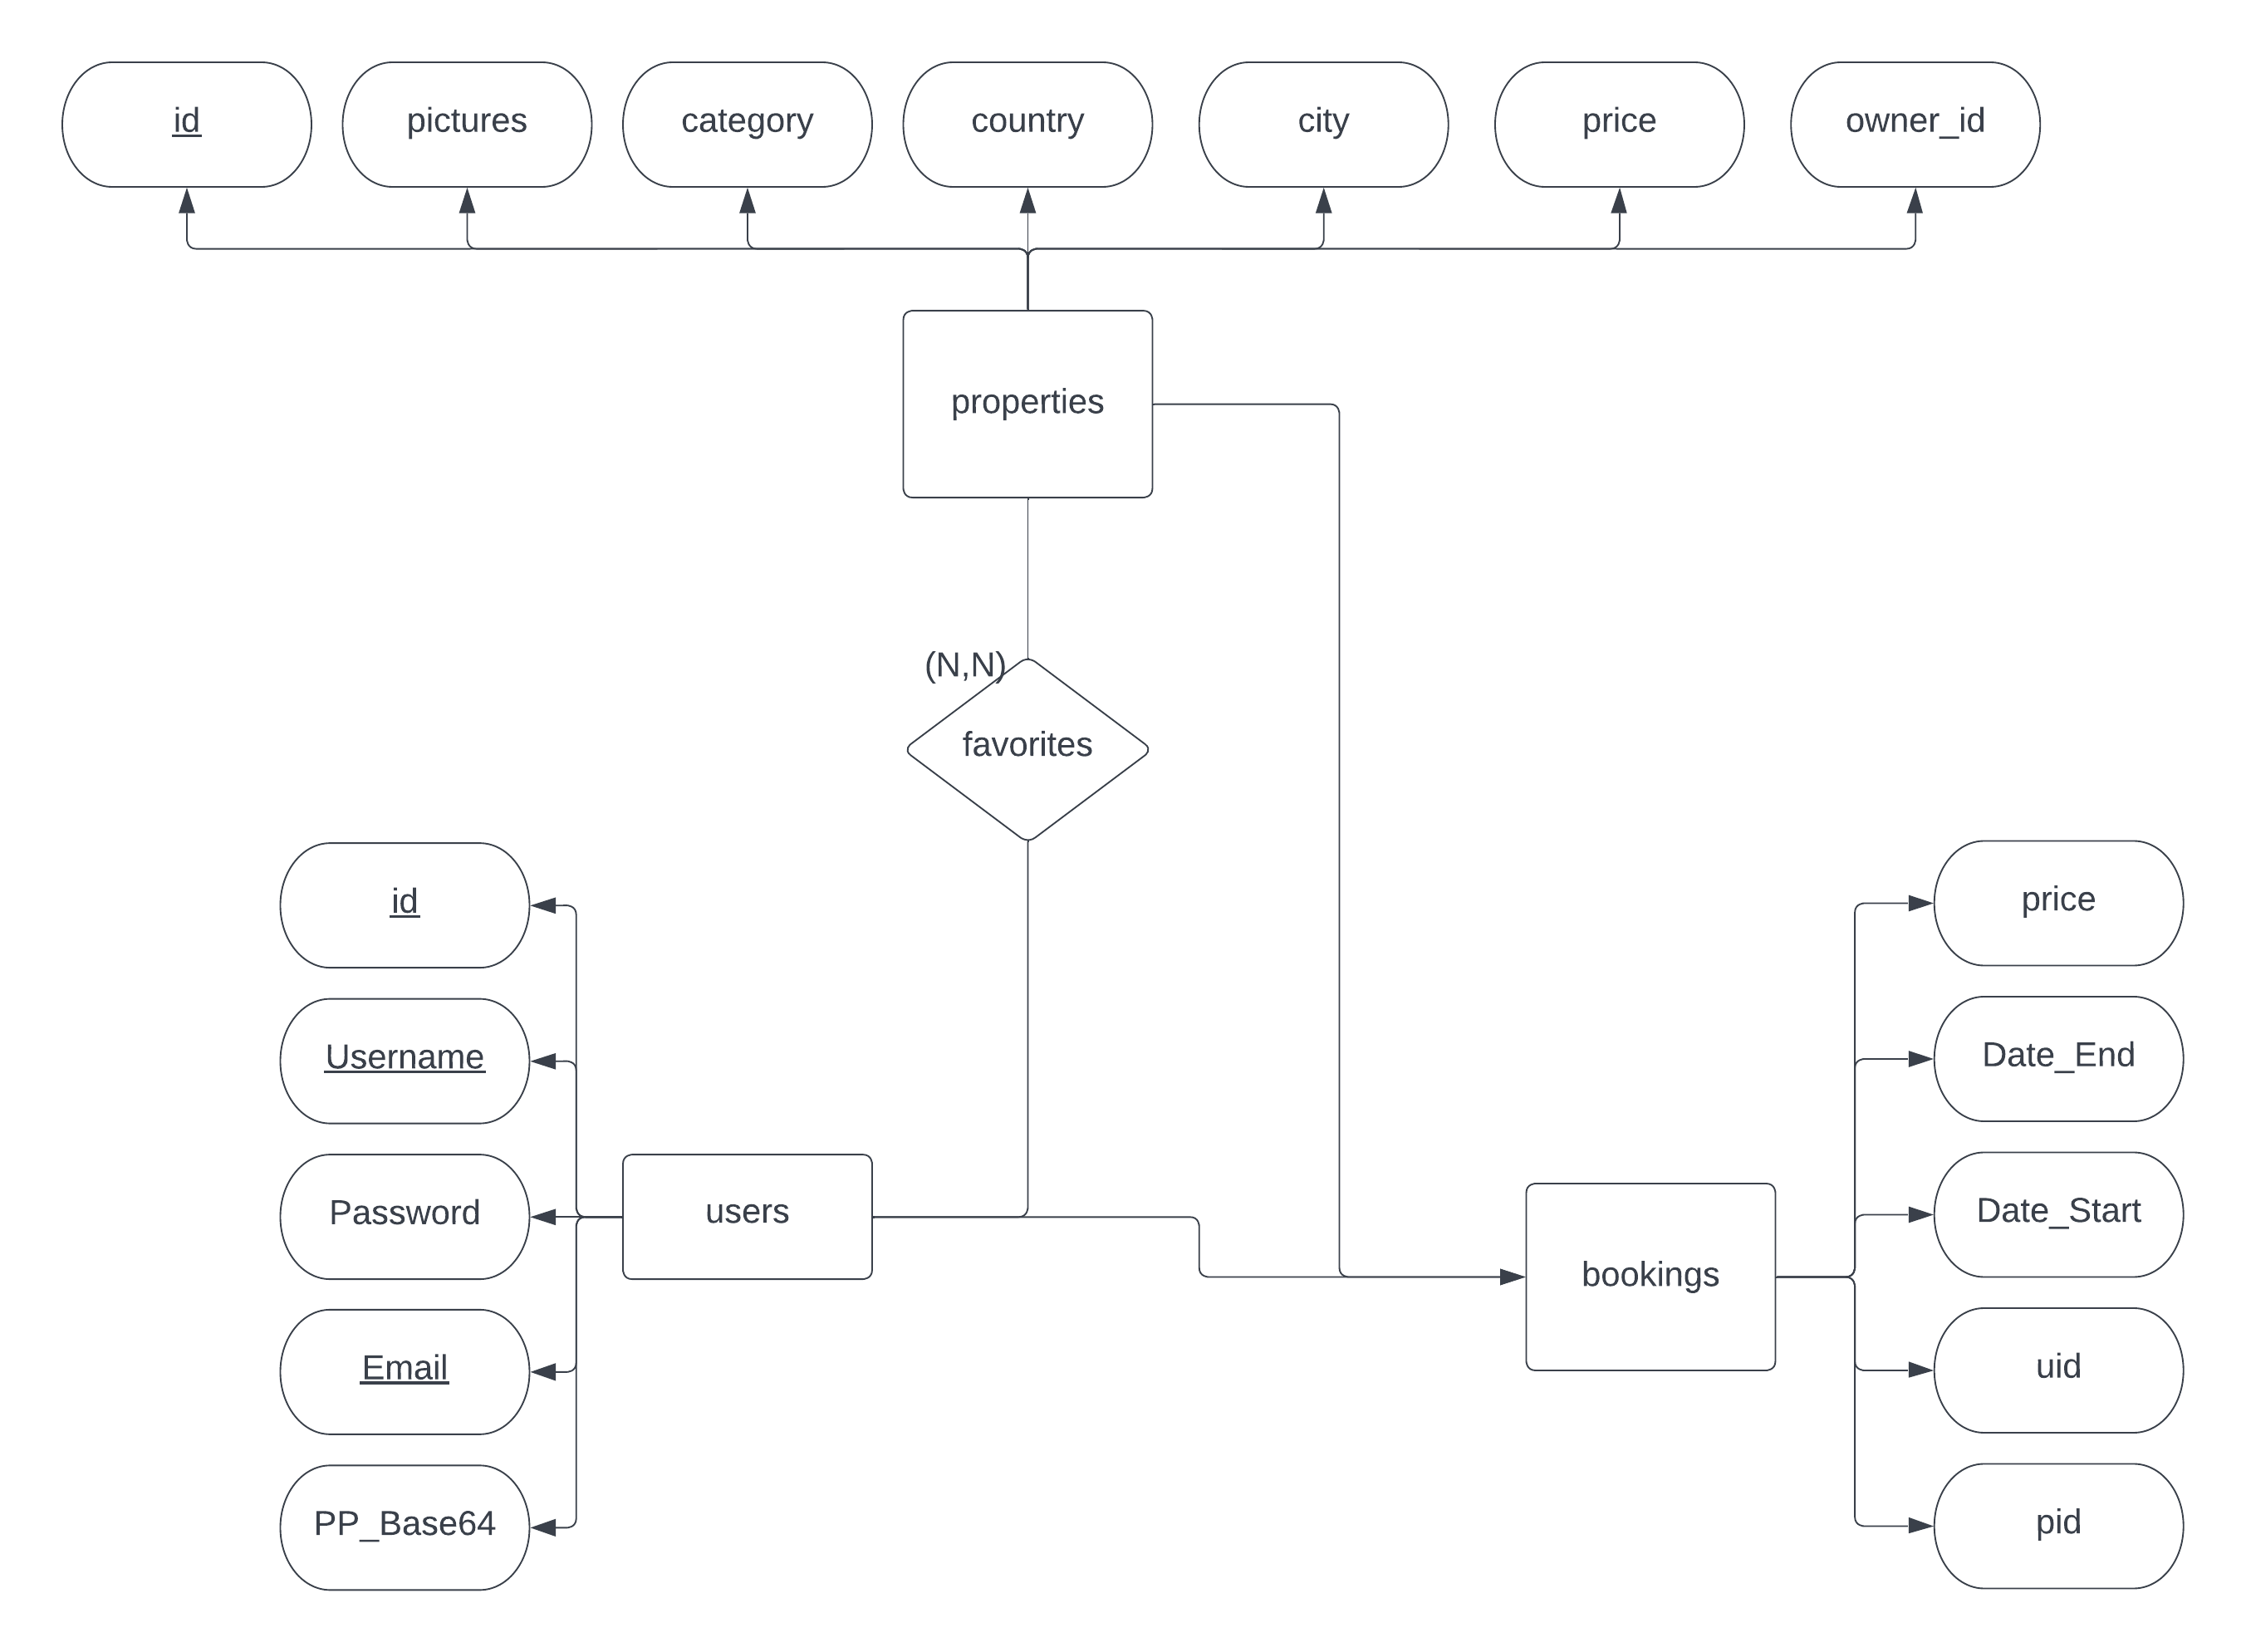 id
pictures
category
country
city
price
owner_id
properties
(N,N)
favorites
id
Username
Password
Email
PP_Base64
users
bookings
price
Date_End
Date_Start
uid
pid